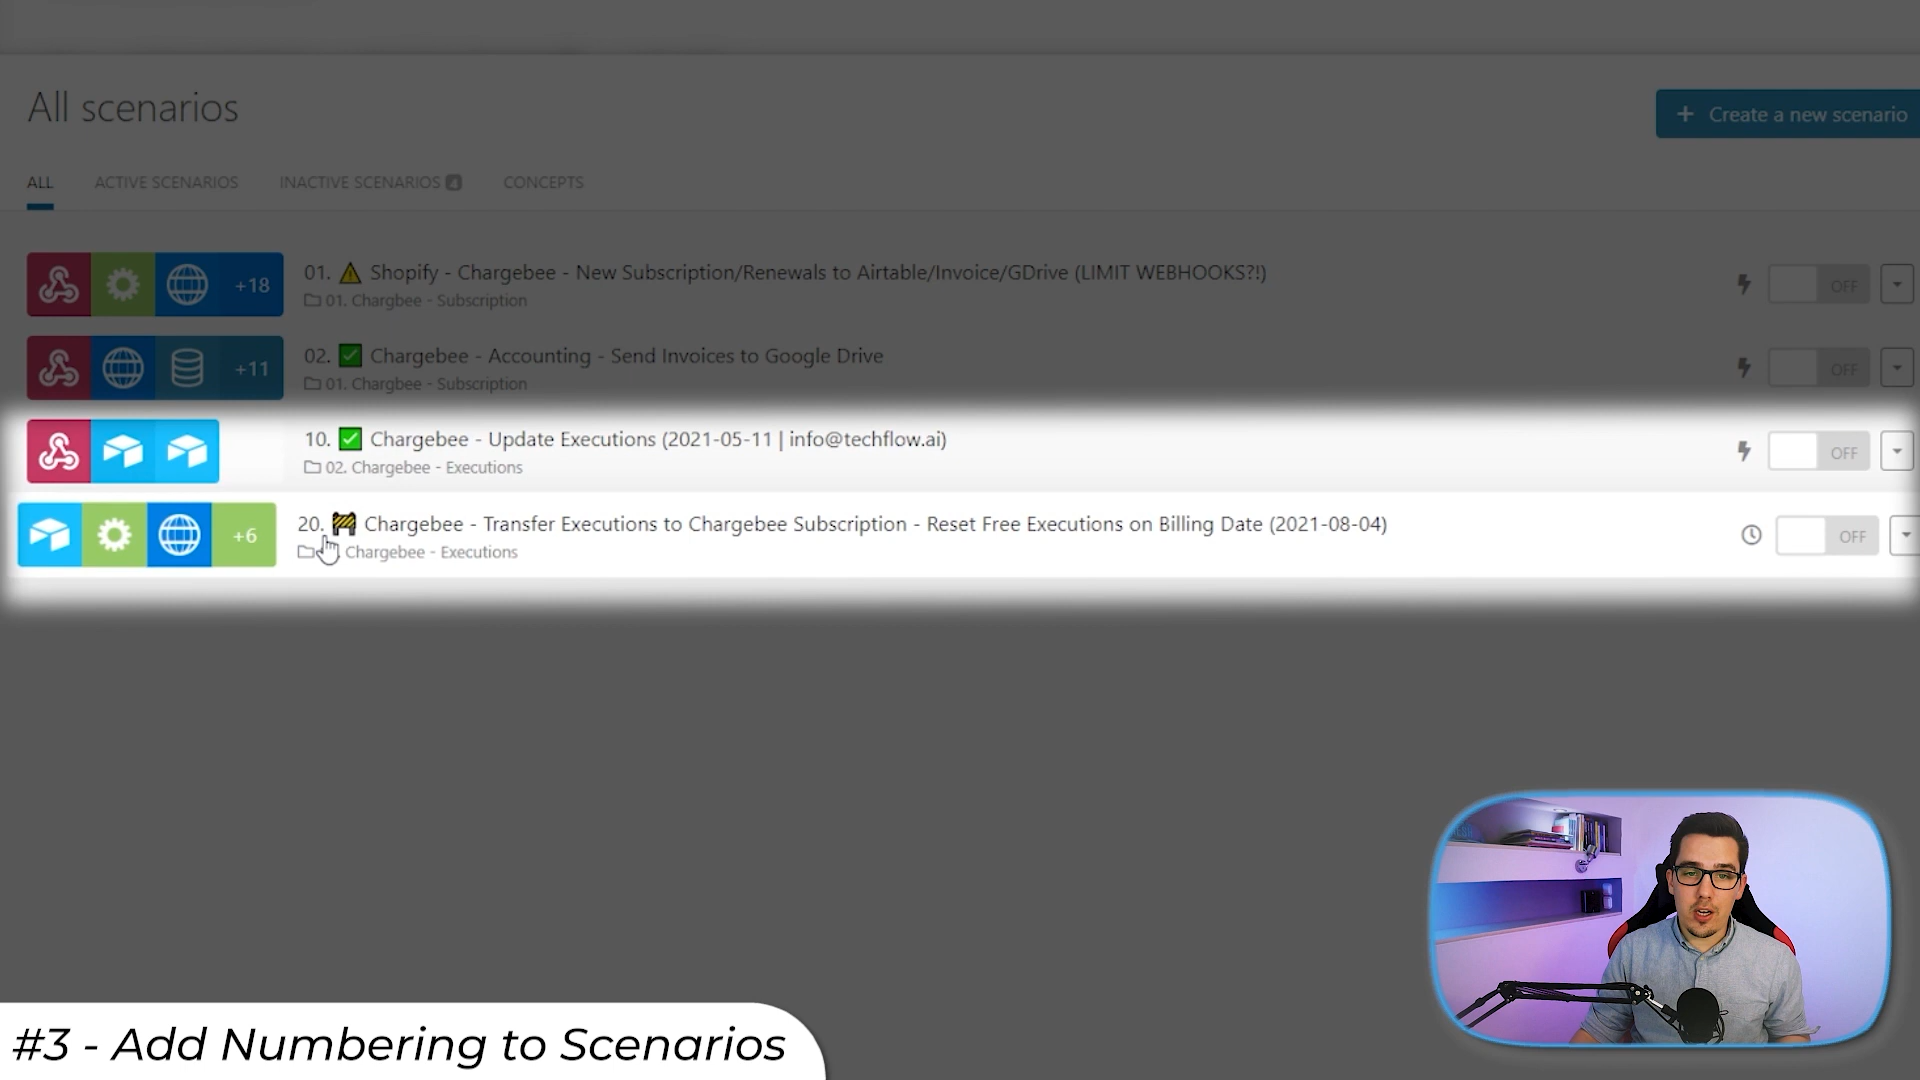 All scenarios
+ Create a new scenario
ALL ACTIVE SCENARIOS INACTIVE SCENARIOS 4 CONCEPTS
+18 01. ⚠️ Shopify - Chargebee - New Subscription/Renewals to Airtable/Invoice/GDrive (LIMIT WEBHOOKS?!) OFF
01. Chargbee - Subscription
+11 02. ✅ Chargebee - Accounting - Send Invoices to Google Drive OFF
01. Chargbee - Subscription
10. ✅ Chargebee - Update Executions (2021-05-11 | info@techflow.ai) OFF
02. Chargebee - Executions
+6 20. 🚧 Chargebee - Transfer Executions to Chargebee Subscription - Reset Free Executions on Billing Date (2021-08-04) OFF
Chargebee - Executions
#3 - Add Numbering to Scenarios